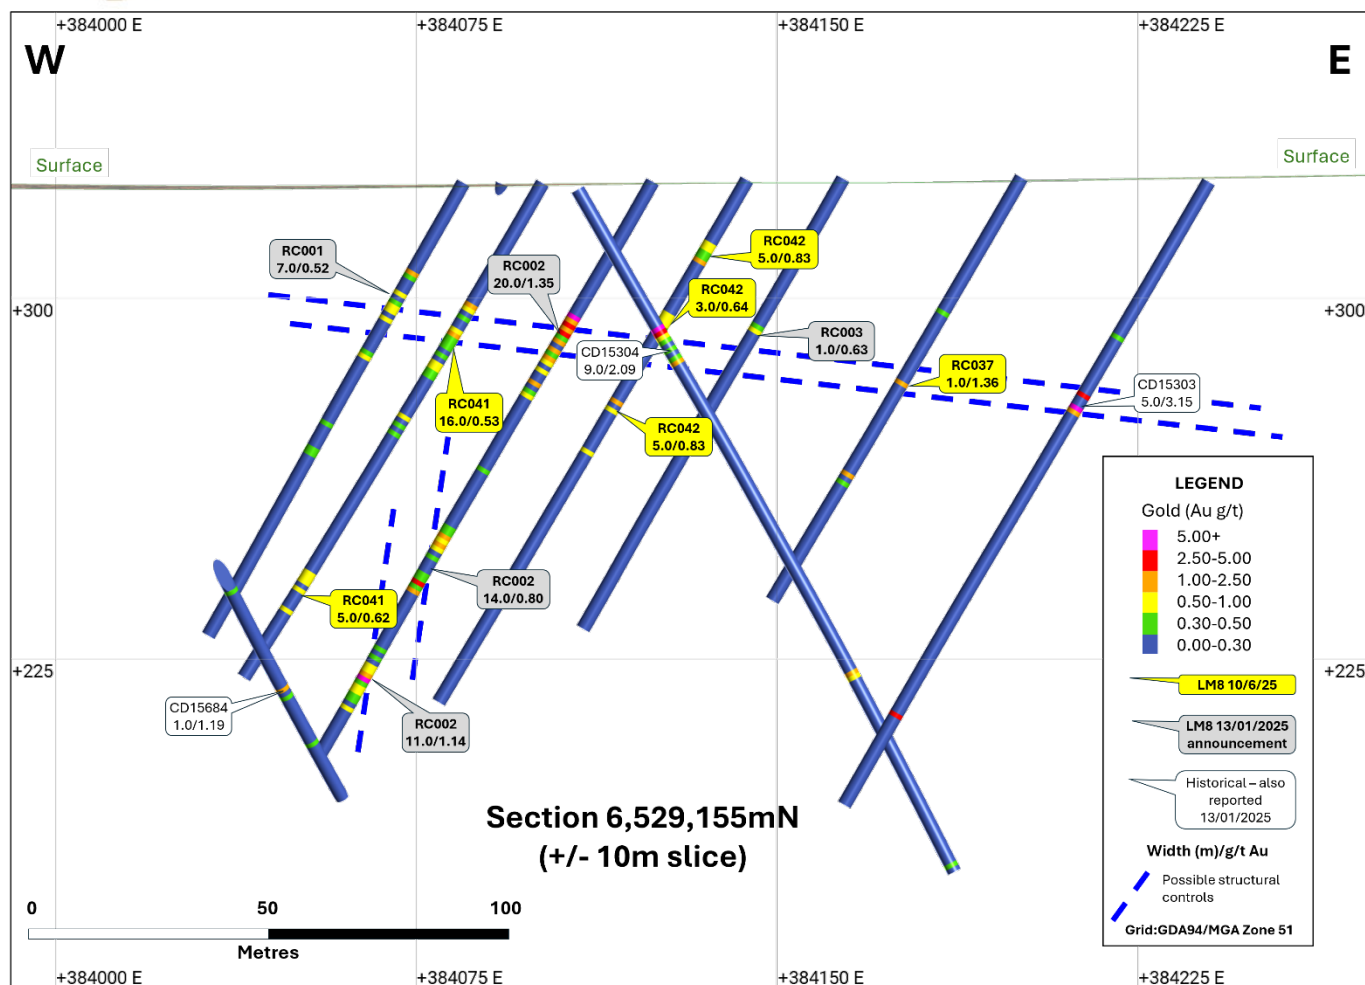 +384000 E
+384075 E
+384150 E
+384225 E
W
E
Surface
Surface
RC001
7.0/0.52
RC002
20.0/1.35
RC042
5.0/0.83
RC042
3.0/0.64
+300
+300
RC003
1.0/0.63
CD15304
9.0/2.09
RC037
1.0/1.36
CD15303
5.0/3.15
RC041
16.0/0.53
RC042
5.0/0.83
LEGEND
Gold (Au g/t)
5.00+
2.50-5.00
1.00-2.50
0.50-1.00
0.30-0.50
0.00-0.30
RC002
14.0/0.80
RC041
5.0/0.62
+225
+225
CD15684
1.0/1.19
RC002
11.0/1.14
LM8 10/6/25
LM8 13/01/2025
announcement
Historical – also
reported
13/01/2025
Width (m)/g/t Au
Possible structural
controls
Grid:GDA94/MGA Zone 51
Section 6,529,155mN
(+/- 10m slice)
0
50
100
Metres
+384000 E
+384075 E
+384150 E
+384225 E